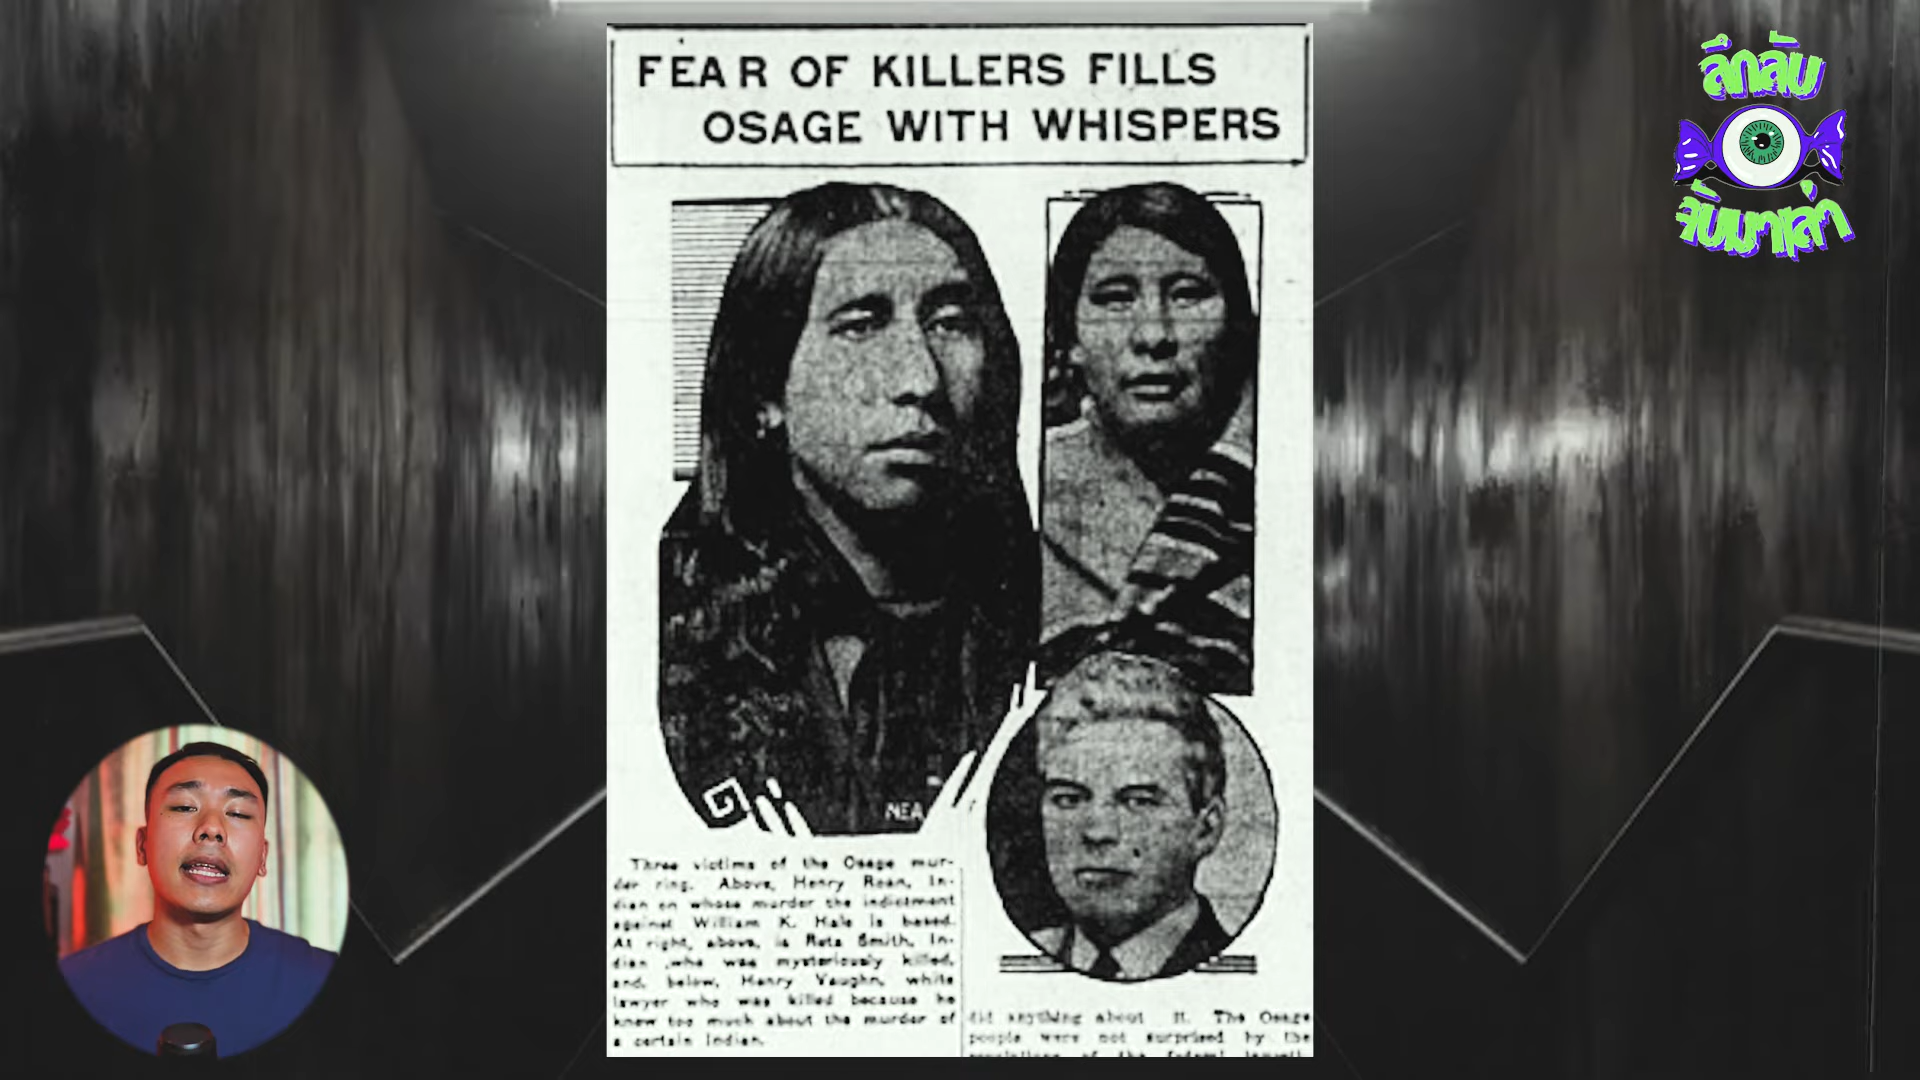 FEAR OF KILLERS FILLS
OSAGE WITH WHISPERS
ลึกลับ
จับมาเล่า
NEA
Three victims of the Osage mur-
der ring. Above, Henry Roan, In-
dian on whose murder the indictment
against William K. Hale is based.
At right, above, is Reta Smith, In-
dian who was mysteriously killed,
and, below, Henry Vaughn, white
lawyer who was killed because he
knew too much about the murder of
a certain Indian.
did anything about it. The Osage
people were not surprised by the
of the federal